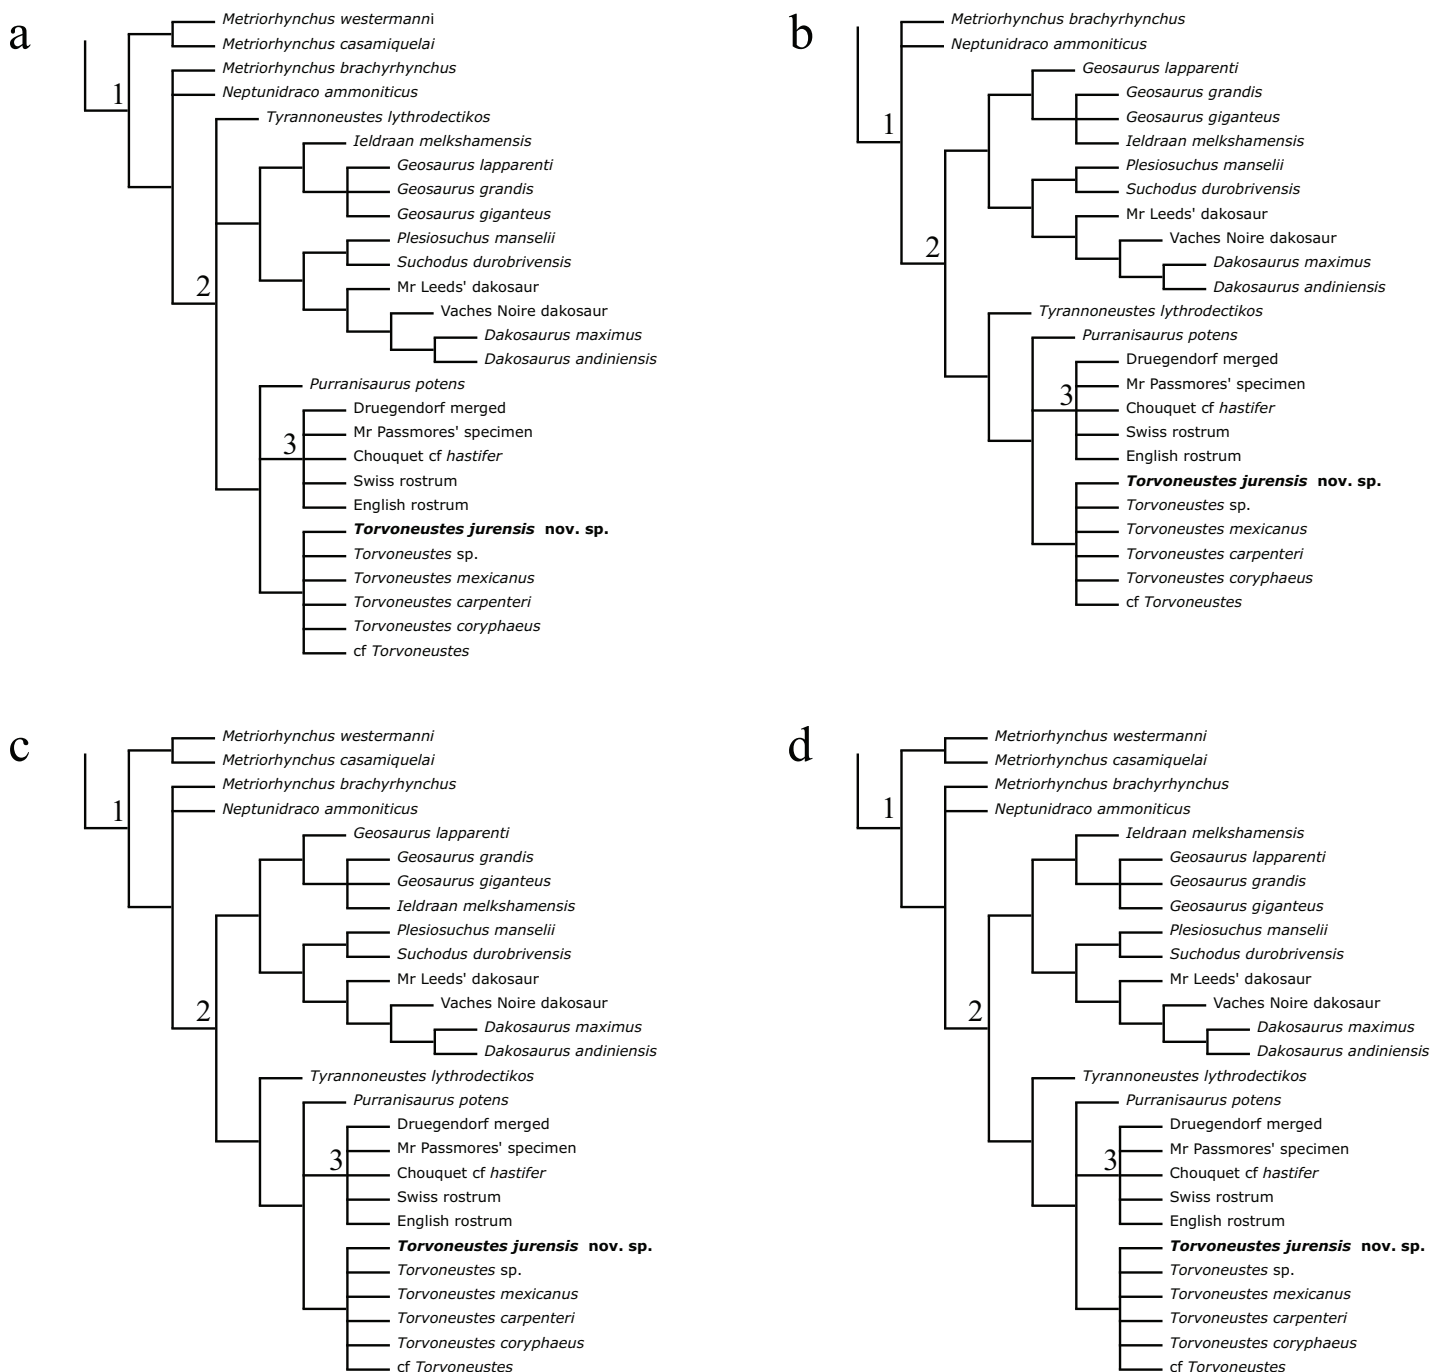 a
Metriorhynchus westermanni
Metriorhynchus casamiquelai
Metriorhynchus brachyrhynchus
1
Neptunidraco ammoniticus
Tyrannoneustes lythrodectikos
Ieldraan melkshamensis
Geosaurus lapparenti
Geosaurus grandis
Geosaurus giganteus
Plesiosuchus manselii
Suchodus durobrivensis
2
Mr Leeds' dakosaur
Vaches Noire dakosaur
Dakosaurus maximus
Dakosaurus andiniensis
Purranisaurus potens
Druegendorf merged
Mr Passmores' specimen
3
Chouquet cf hastifer
Swiss rostrum
English rostrum
Torvoneustes jurensis nov. sp.
Torvoneustes sp.
Torvoneustes mexicanus
Torvoneustes carpenteri
Torvoneustes coryphaeus
cf Torvoneustes
b
Metriorhynchus brachyrhynchus
Neptunidraco ammoniticus
Geosaurus lapparenti
Geosaurus grandis
1
Geosaurus giganteus
Ieldraan melkshamensis
Plesiosuchus manselii
Suchodus durobrivensis
Mr Leeds' dakosaur
2
Vaches Noire dakosaur
Dakosaurus maximus
Dakosaurus andiniensis
Tyrannoneustes lythrodectikos
Purranisaurus potens
Druegendorf merged
Mr Passmores' specimen
3
Chouquet cf hastifer
Swiss rostrum
English rostrum
Torvoneustes jurensis nov. sp.
Torvoneustes sp.
Torvoneustes mexicanus
Torvoneustes carpenteri
Torvoneustes coryphaeus
cf Torvoneustes
c
Metriorhynchus westermanni
Metriorhynchus casamiquelai
Metriorhynchus brachyrhynchus
1
Neptunidraco ammoniticus
Geosaurus lapparenti
Geosaurus grandis
Geosaurus giganteus
Ieldraan melkshamensis
Plesiosuchus manselii
Suchodus durobrivensis
Mr Leeds' dakosaur
2
Vaches Noire dakosaur
Dakosaurus maximus
Dakosaurus andiniensis
Tyrannoneustes lythrodectikos
Purranisaurus potens
Druegendorf merged
Mr Passmores' specimen
3
Chouquet cf hastifer
Swiss rostrum
English rostrum
Torvoneustes jurensis nov. sp.
Torvoneustes sp.
Torvoneustes mexicanus
Torvoneustes carpenteri
Torvoneustes coryphaeus
cf Torvoneustes
d
Metriorhynchus westermanni
Metriorhynchus casamiquelai
Metriorhynchus brachyrhynchus
1
Neptunidraco ammoniticus
Ieldraan melkshamensis
Geosaurus lapparenti
Geosaurus grandis
Geosaurus giganteus
Plesiosuchus manselii
Suchodus durobrivensis
Mr Leeds' dakosaur
2
Vaches Noire dakosaur
Dakosaurus maximus
Dakosaurus andiniensis
Tyrannoneustes lythrodectikos
Purranisaurus potens
Druegendorf merged
Mr Passmores' specimen
3
Chouquet cf hastifer
Swiss rostrum
English rostrum
Torvoneustes jurensis nov. sp.
Torvoneustes sp.
Torvoneustes mexicanus
Torvoneustes carpenteri
Torvoneustes coryphaeus
cf Torvoneustes